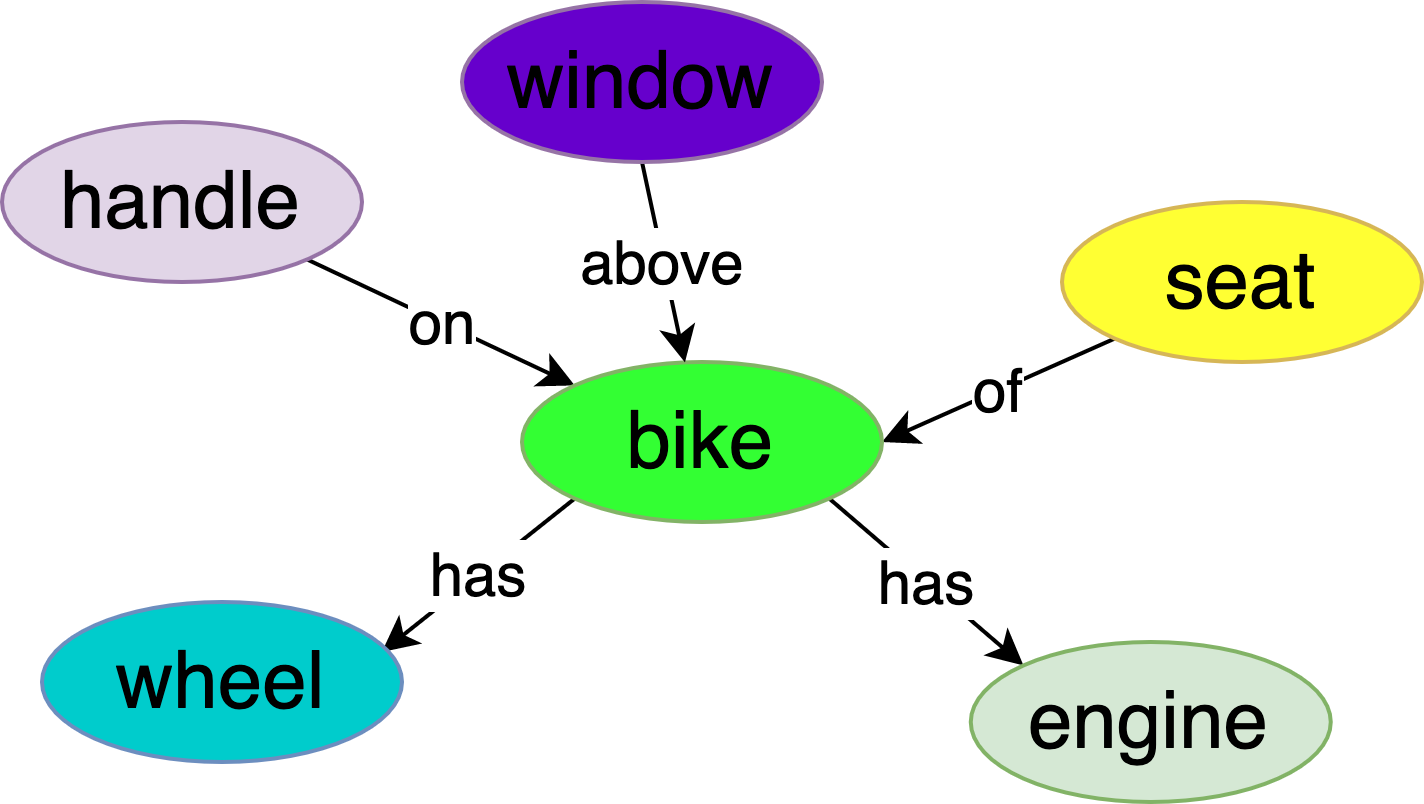 window
handle
above
seat
on
of
bike
has
has
wheel
engine